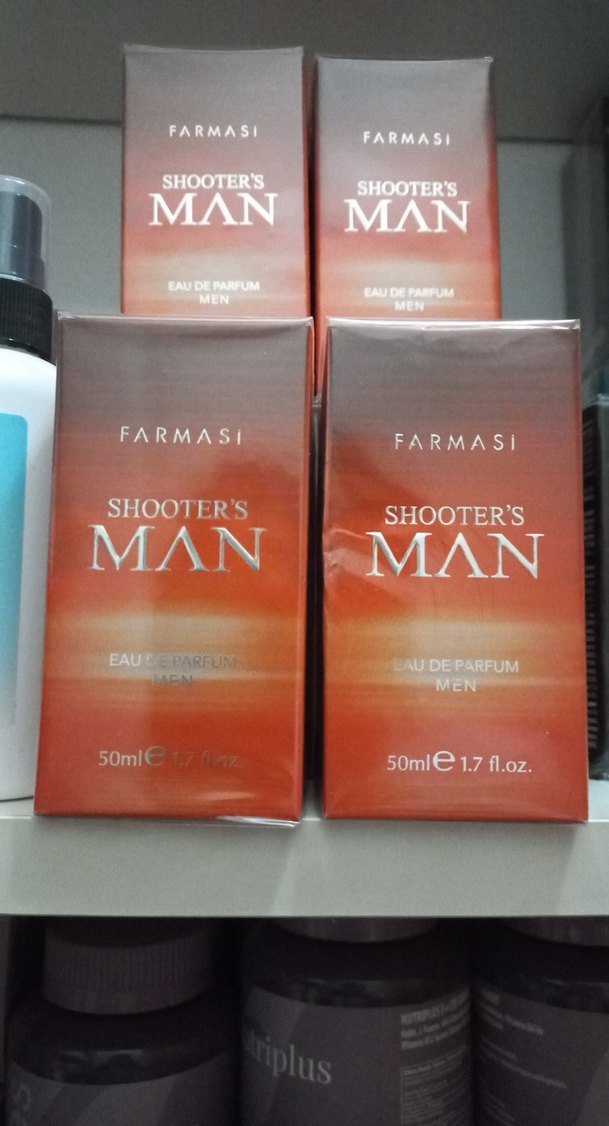 FARMASİ
SHOOTER'S
MAN
EAU DE PARFUM
MEN
FARMASİ
SHOOTER'S
MAN
EAU DE PARFUM
MEN
FARMASİ
SHOOTER'S
MAN
EAU DE PARFUM
MEN
50ml e 1.7 fl.oz.
FARMASİ
SHOOTER'S
MAN
EAU DE PARFUM
MEN
50ml e 1.7 fl.oz.
triplus